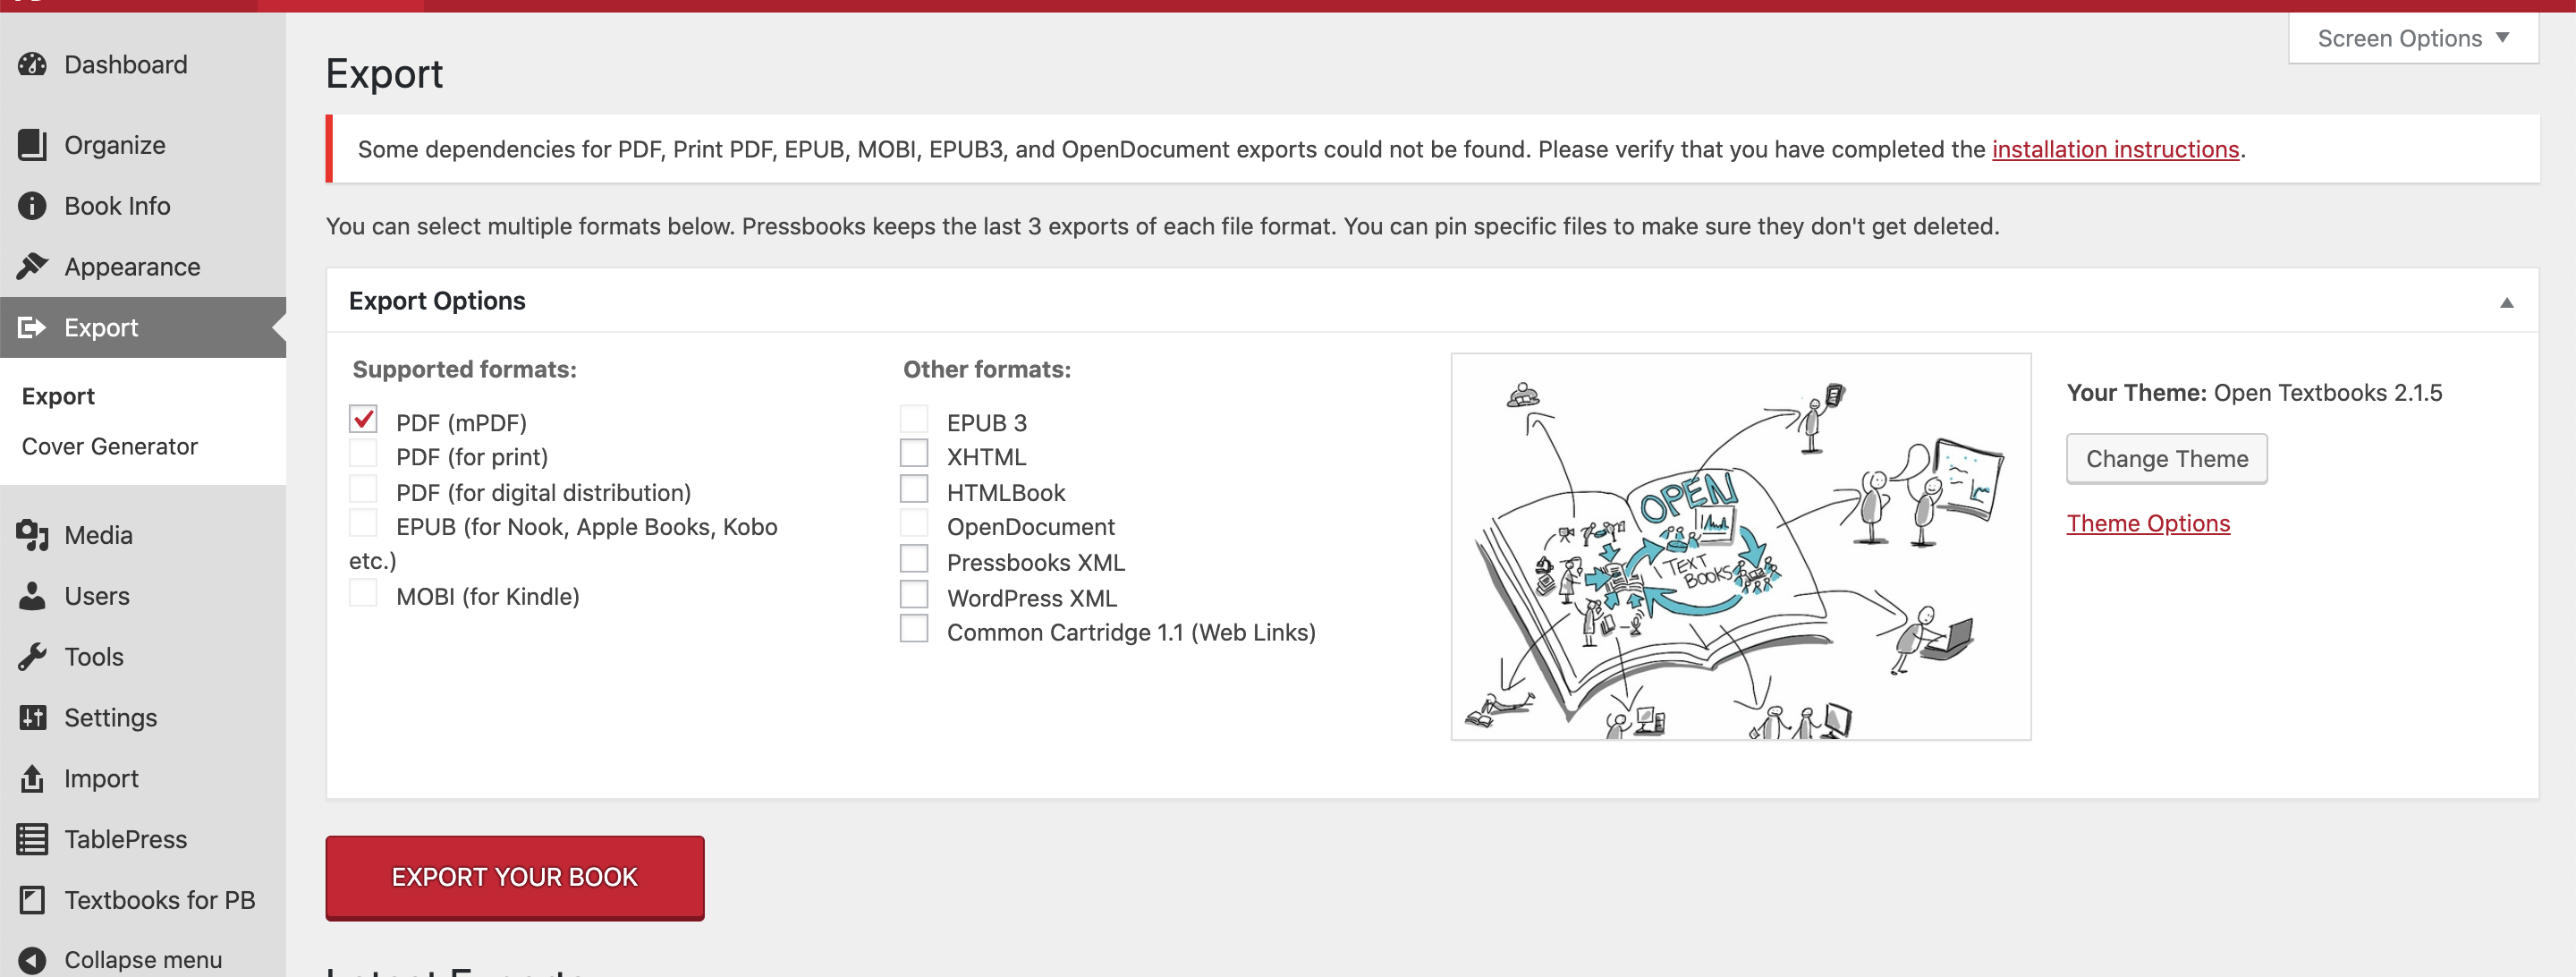 Screen Options
Dashboard
Organize
Book Info
Appearance
Export
Export
Cover Generator
Media
Users
Tools
Settings
Import
TablePress
Textbooks for PB
Collapse menu
Export
Some dependencies for PDF, Print PDF, EPUB, MOBI, EPUB3, and OpenDocument exports could not be found. Please verify that you have completed the installation instructions.
You can select multiple formats below. Pressbooks keeps the last 3 exports of each file format. You can pin specific files to make sure they don't get deleted.
Export Options
Supported formats:
PDF (mPDF)
PDF (for print)
PDF (for digital distribution)
EPUB (for Nook, Apple Books, Kobo
etc.)
MOBI (for Kindle)
Other formats:
EPUB 3
XHTML
HTMLBook
OpenDocument
Pressbooks XML
WordPress XML
Common Cartridge 1.1 (Web Links)
OPEN
TEXT
BOOKS
Your Theme: Open Textbooks 2.1.5
Change Theme
Theme Options
EXPORT YOUR BOOK